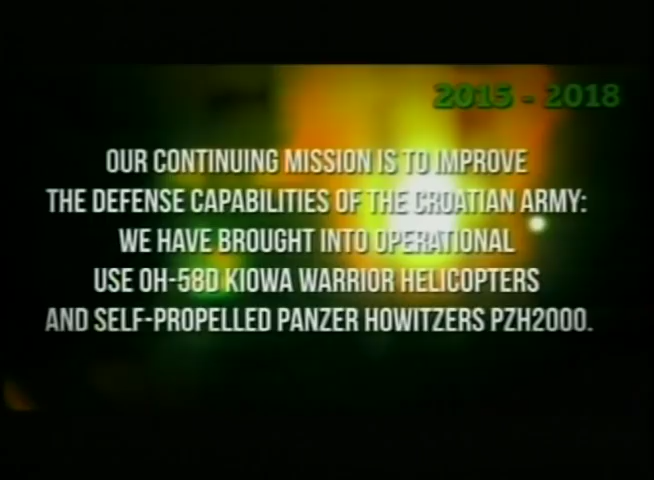 2015 - 2018
OUR CONTINUING MISSION IS TO IMPROVE
THE DEFENSE CAPABILITIES OF THE CROATIAN ARMY:
WE HAVE BROUGHT INTO OPERATIONAL
USE OH-58D KIOWA WARRIOR HELICOPTERS
AND SELF-PROPELLED PANZER HOWITZERS PZH2000.